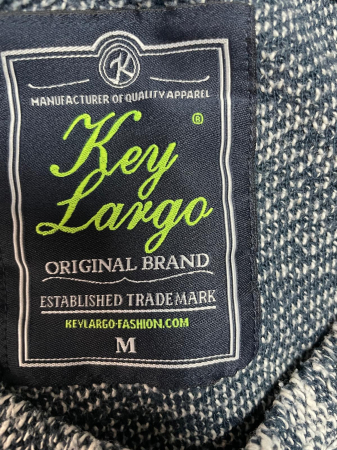 K
MANUFACTURER OF QUALITY APPAREL
Key ®
Largo
ORIGINAL BRAND
ESTABLISHED TRADEMARK
KEYLARGO-FASHION.COM
M